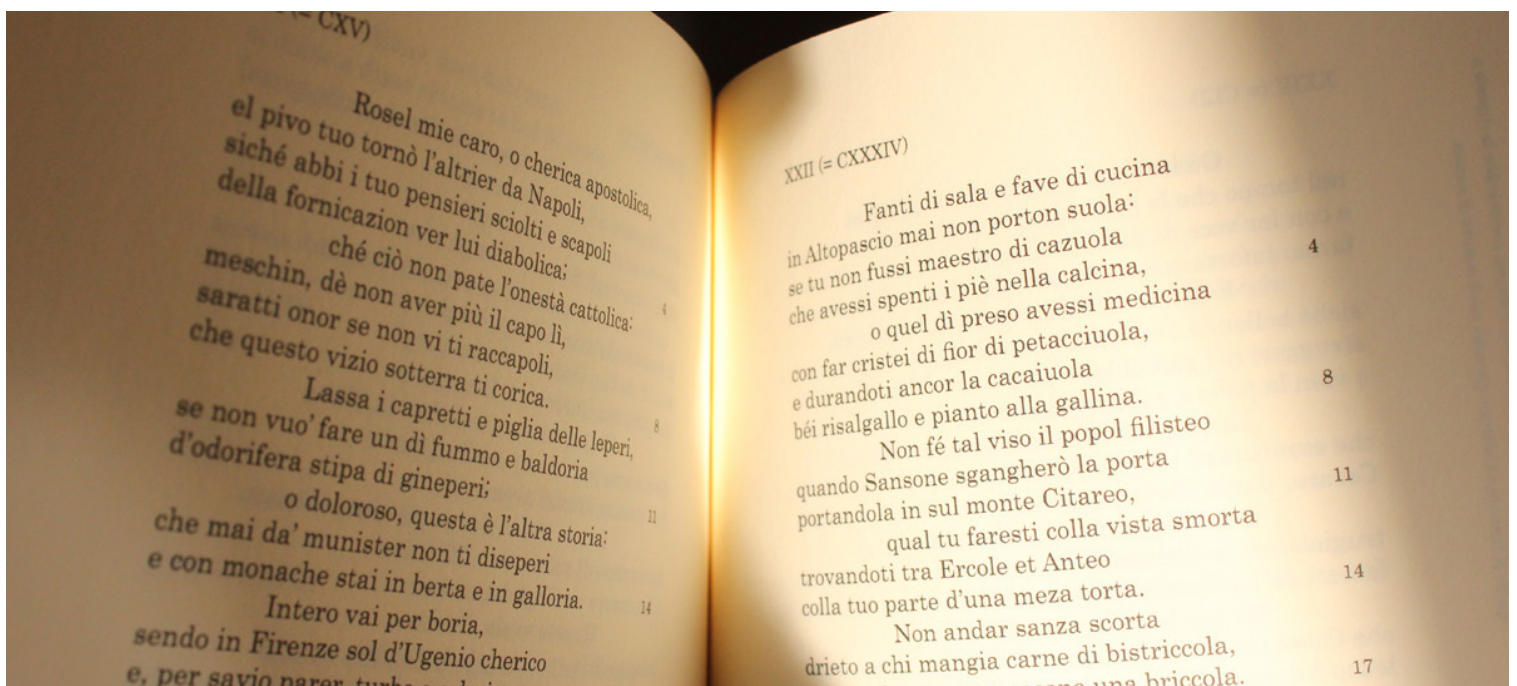 (= CXV)
Rosel mie caro, o cherica apostolica,
el pivo tuo tornò l'altrier da Napoli,
siché abbi i tuo pensieri sciolti e scapoli
della fornicazion ver lui diabolica;
4
ché ciò non pate l'onestà cattolica:
meschin, dè non aver più il capo lì,
saratti onor se non vi ti raccapoli,
che questo vizio sotterra ti corica.
8
Lassa i capretti e piglia delle leperi,
se non vuo' fare un dì fummo e baldoria
d'odorifera stipa di gineperi;
11
o doloroso, questa è l'altra storia:
che mai da' munister non ti diseperi
e con monache stai in berta e in galloria.
14
Intero vai per boria,
sendo in Firenze sol d'Ugenio cherico
e, per savio parer,
XXII (= CXXXIV)
Fanti di sala e fave di cucina
in Altopascio mai non porton suola:
se tu non fussi maestro di cazuola
che avessi spenti i piè nella calcina,
4
o quel dì preso avessi medicina
con far cristei di fior di petacciuola,
e durandoti ancor la cacaiuola
béi risalgallo e pianto alla gallina.
8
Non fé tal viso il popol filisteo
quando Sansone sgangherò la porta
portandola in sul monte Citareo,
11
qual tu faresti colla vista smorta
trovandoti tra Ercole et Anteo
colla tuo parte d'una meza torta.
14
Non andar sanza scorta
drieto a chi mangia carne di bistriccola,
una briccola.
17